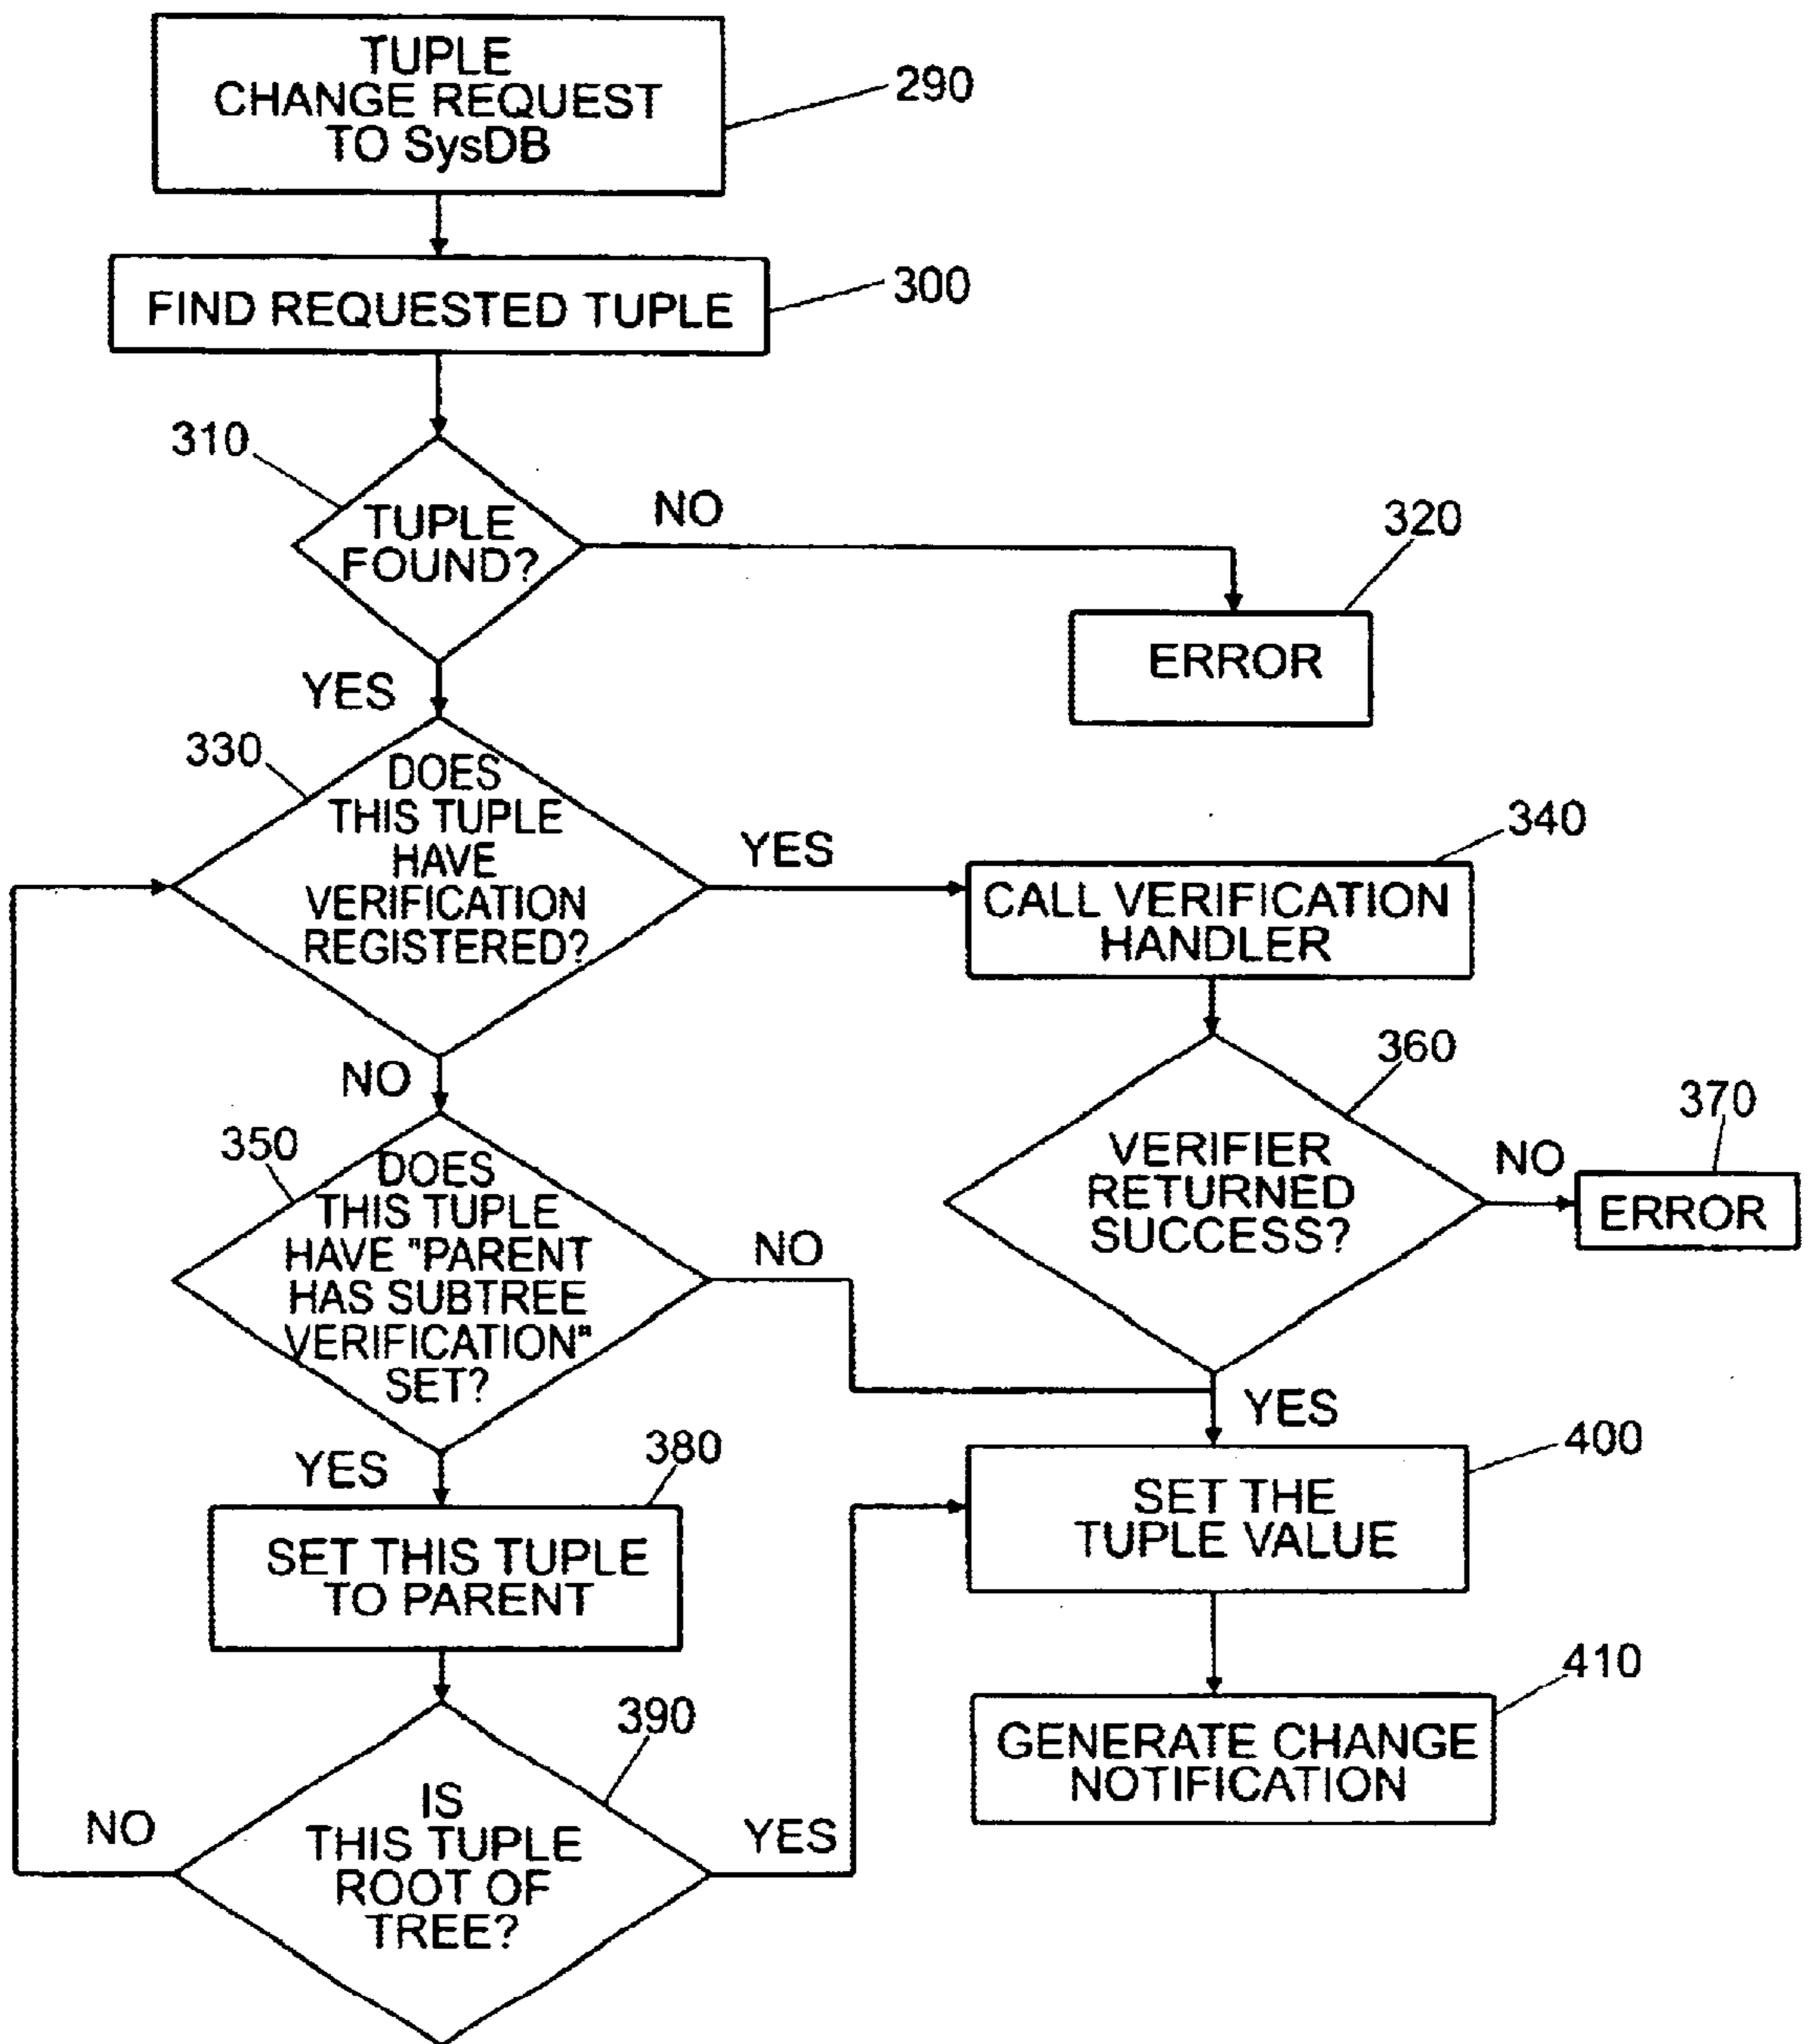 TUPLE
CHANGE REQUEST
TO SysDB
290
FIND REQUESTED TUPLE
300
310
TUPLE
FOUND?
NO
320
ERROR
YES
330
DOES
THIS TUPLE
HAVE
VERIFICATION
REGISTERED?
YES
340
CALL VERIFICATION
HANDLER
NO
360
VERIFIER
RETURNED
SUCCESS?
NO
370
ERROR
350
DOES
THIS TUPLE
HAVE "PARENT
HAS SUBTREE
VERIFICATION"
SET?
NO
YES
YES
380
SET THIS TUPLE
TO PARENT
400
SET THE
TUPLE VALUE
390
IS
THIS TUPLE
ROOT OF
TREE?
NO
YES
410
GENERATE CHANGE
NOTIFICATION